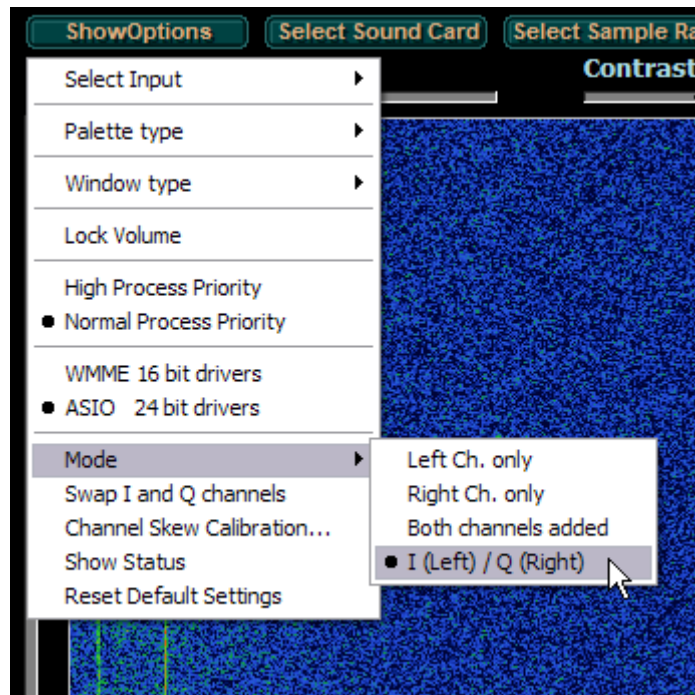 ShowOptions Select Sound Card Select Sample Ra
Contrast
Select Input
Palette type
Window type
Lock Volume
High Process Priority
Normal Process Priority
WMME 16 bit drivers
ASIO 24 bit drivers
Mode
Swap I and Q channels
Channel Skew Calibration...
Show Status
Reset Default Settings
Left Ch. only
Right Ch. only
Both channels added
I (Left) / Q (Right)